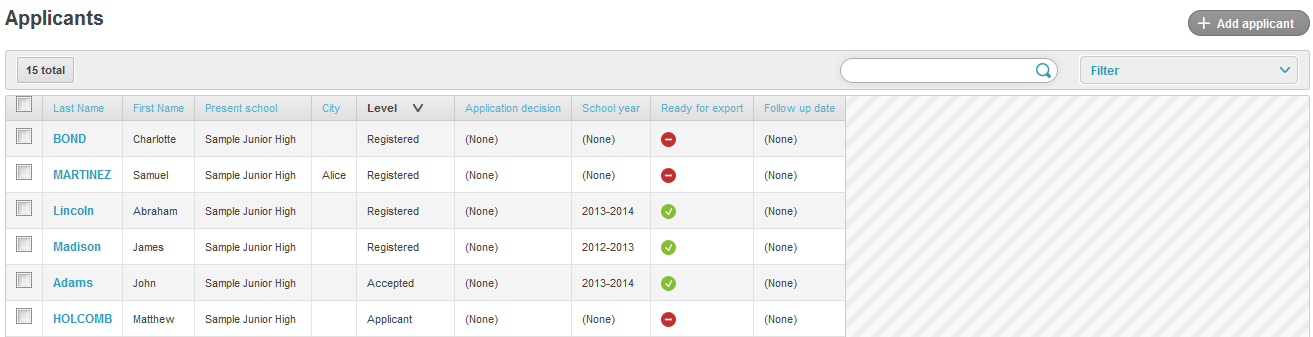 Applicants
+ Add applicant
15 total
Filter
Last Name First Name Present school City Level Application decision School year Ready for export Follow up date
BOND Charlotte Sample Junior High Registered (None) (None) (None)
MARTINEZ Samuel Sample Junior High Alice Registered (None) (None) (None)
Lincoln Abraham Sample Junior High Registered (None) 2013-2014 (None)
Madison James Sample Junior High Registered (None) 2012-2013 (None)
Adams John Sample Junior High Accepted (None) 2013-2014 (None)
HOLCOMB Matthew Sample Junior High Applicant (None) (None) (None)